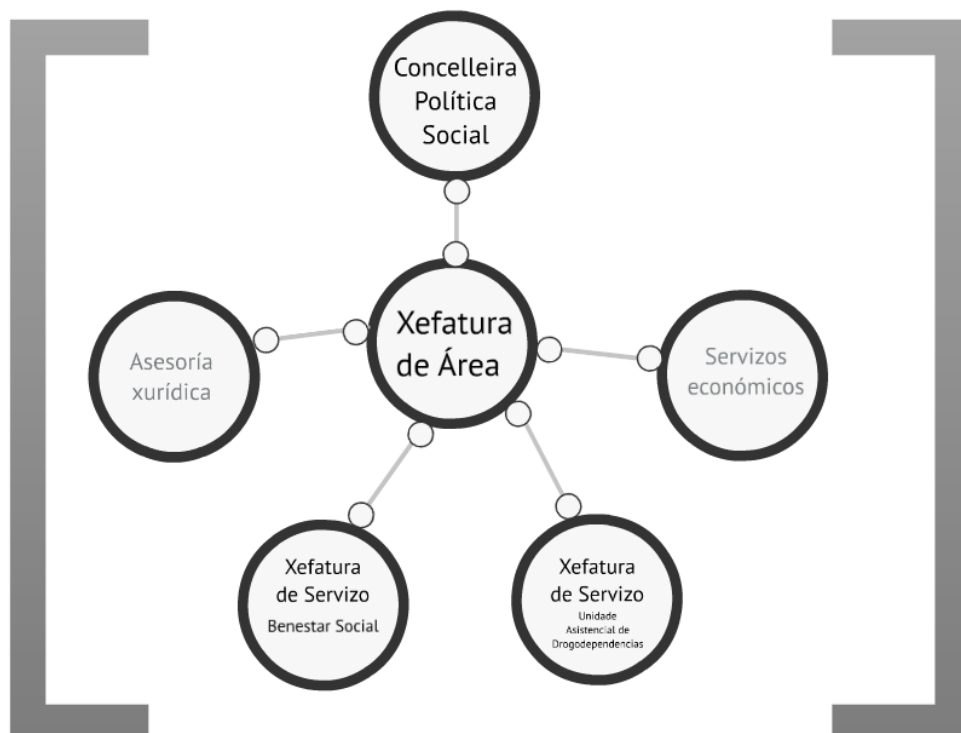 Concelleira
Política
Social
Xefatura
de Área
Asesoría
xurídica
Servizos
económicos
Xefatura
de Servizo
Benestar Social
Xefatura
de Servizo
Unidade
Asistencial de
Drogodependencias